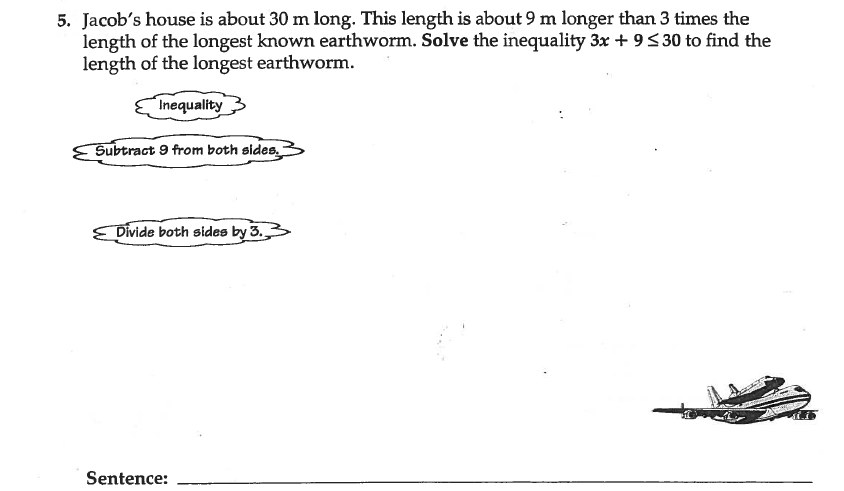 5. Jacob's house is about 30 m long. This length is about 9 m longer than 3 times the
length of the longest known earthworm. Solve the inequality 3x + 9 ≤ 30 to find the
length of the longest earthworm.
Inequality
Subtract 9 from both sides.
Divide both sides by 3.
Sentence: